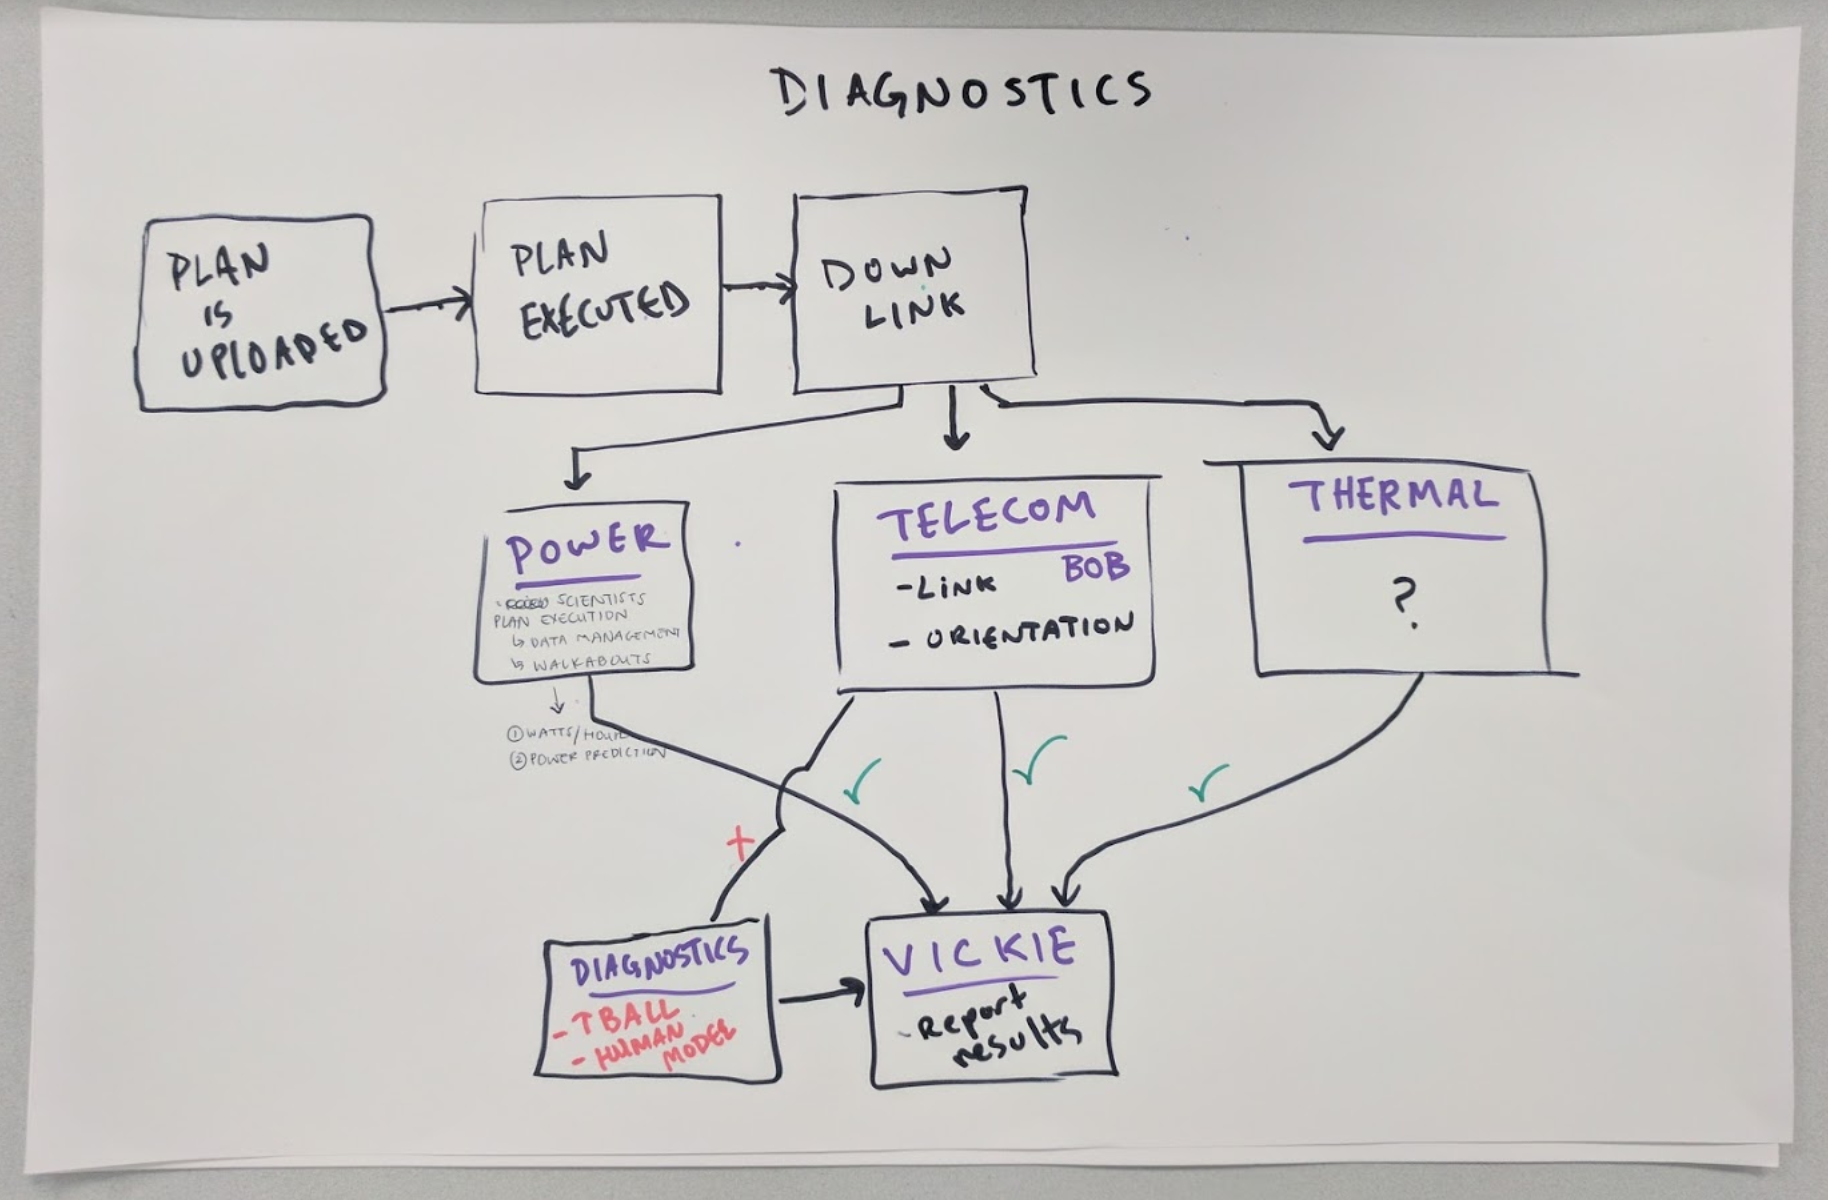 DIAGNOSTICS
PLAN
IS
UPLOADED
PLAN
EXECUTED
DOWN
LINK
POWER
- SCIENTISTS
PLAN EXECUTION
↳ DATA MANAGEMENT
↳ WALKABOUTS
① WATTS/HOUR
② POWER PREDICTION
TELECOM
BOB
- LINK
- ORIENTATION
THERMAL
?
DIAGNOSTICS
- TBALL
- HUMAN
MODEL
VICKIE
- Report
results